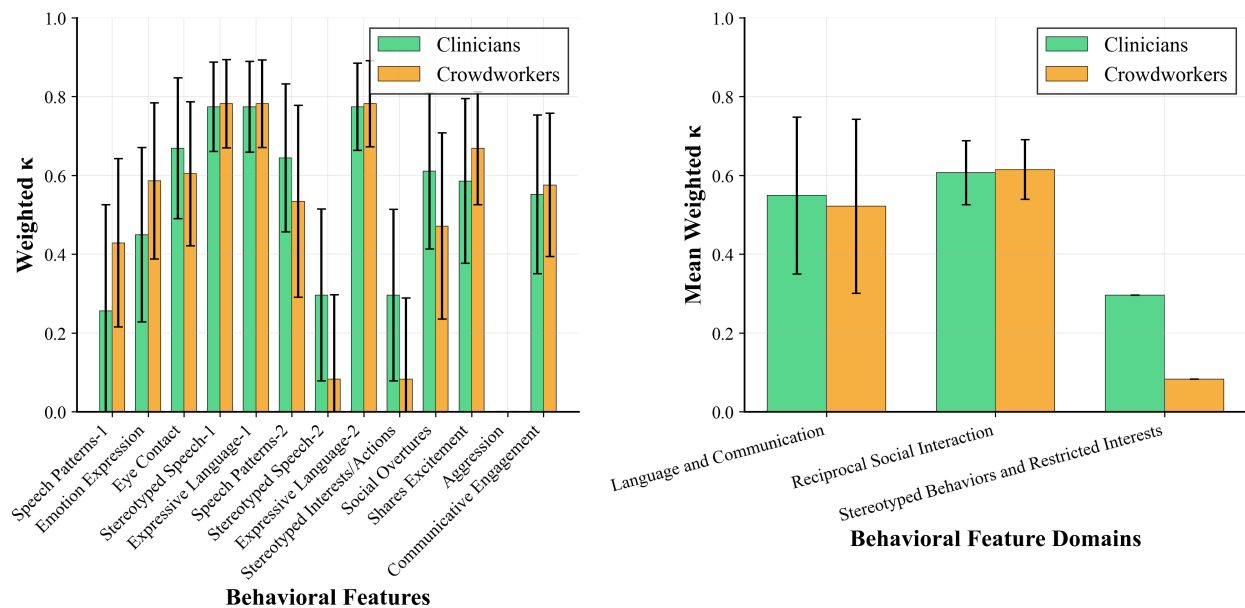 1.0
0.8
0.6
0.4
0.2
0.0
Weighted κ
Clinicians
Crowdworkers
Speech Patterns-1
Emotion Expression
Eye Contact
Stereotyped Speech-1
Expressive Language-1
Speech Patterns-2
Stereotyped Speech-2
Expressive Language-2
Stereotyped Interests/Actions
Social Overtures
Shares Excitement
Aggression
Communicative Engagement
Behavioral Features
1.0
0.8
0.6
0.4
0.2
0.0
Mean Weighted κ
Clinicians
Crowdworkers
Language and Communication
Reciprocal Social Interaction
Stereotyped Behaviors and Restricted Interests
Behavioral Feature Domains